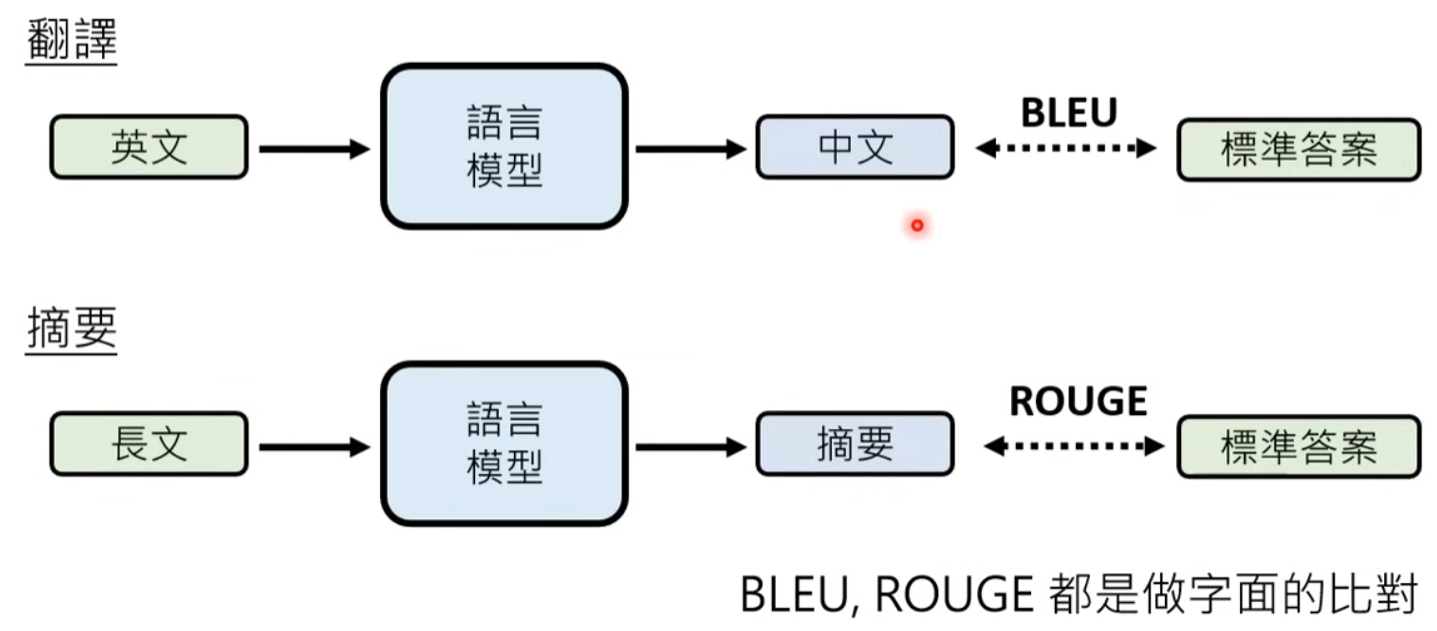 翻譯
英文
語言
模型
中文
BLEU
標準答案
摘要
長文
語言
模型
摘要
ROUGE
標準答案
BLEU, ROUGE 都是做字面的比對